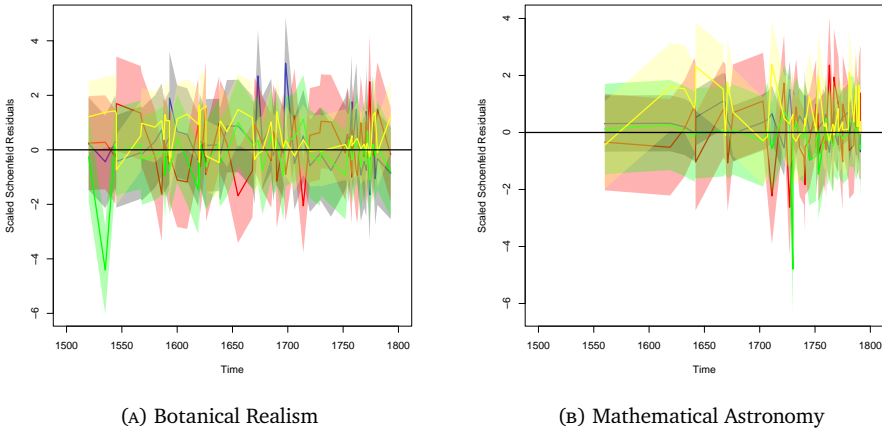 Scaled Schoenfeld Residuals
4
2
0
-2
-4
-6
1500 1550 1600 1650 1700 1750 1800
Time
(A) Botanical Realism
Scaled Schoenfeld Residuals
4
2
0
-2
-4
-6
1500 1550 1600 1650 1700 1750 1800
Time
(B) Mathematical Astronomy